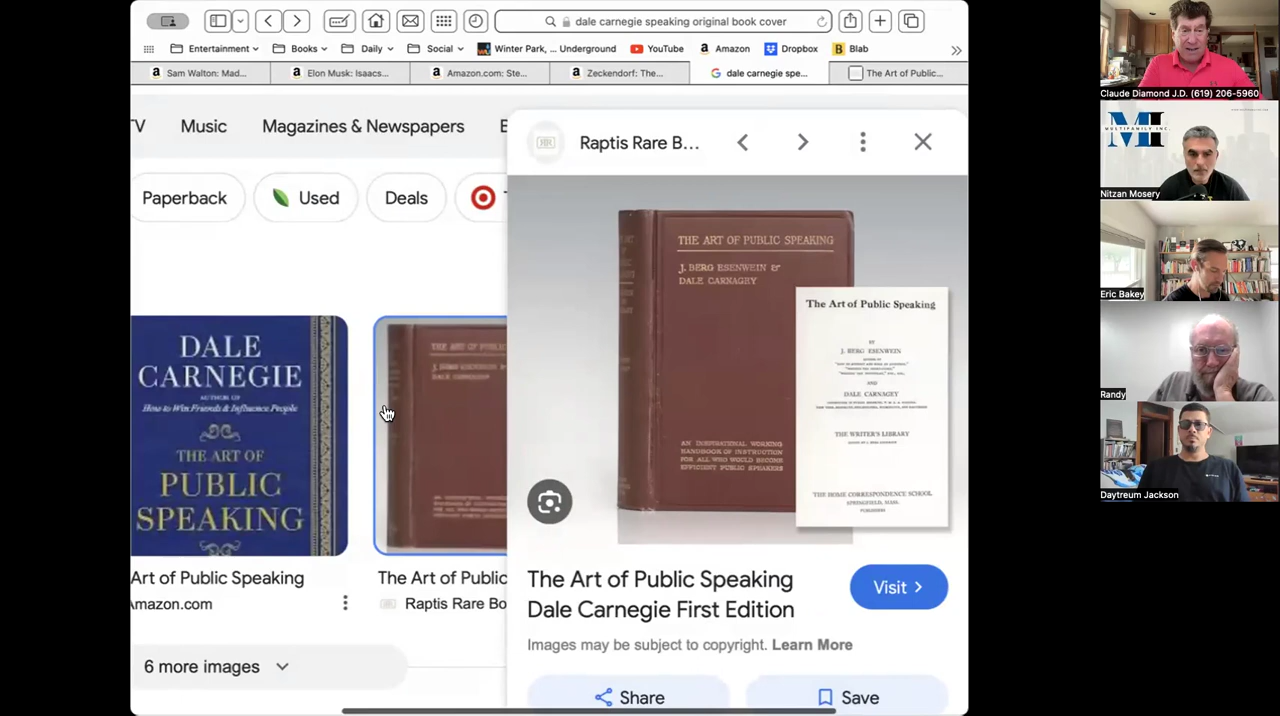 dale carnegie speaking original book cover
Entertainment
Books
Daily
Social
Winter Park, ... Underground
YouTube
Amazon
Dropbox
Blab
Sam Walton: Mad...
Elon Musk: Isaacs...
Amazon.com: Ste...
Zeckendorf: The...
dale carnegie spe...
The Art of Public...
TV
Music
Magazines & Newspapers
Paperback
Used
Deals
Raptis Rare B...
DALE
CARNEGIE
AUTHOR OF
How to Win Friends & Influence People
THE ART OF
PUBLIC
SPEAKING
Art of Public Speaking
Amazon.com
The Art of Public
Raptis Rare Bo
6 more images
THE ART OF PUBLIC SPEAKING
J. BERG ESENWEIN &
DALE CARNAGEY
AN INSPIRATIONAL WORKING
HANDBOOK OF INSTRUCTION
FOR ALL WHO WOULD BECOME
EFFICIENT PUBLIC SPEAKERS
The Art of Public Speaking
BY
J. BERG ESENWEIN
AND
DALE CARNAGEY
THE WRITER'S LIBRARY
THE HOME CORRESPONDENCE SCHOOL
SPRINGFIELD, MASS.
PUBLISHERS
The Art of Public Speaking
Dale Carnegie First Edition
Visit
Images may be subject to copyright. Learn More
Share
Save
Claude Diamond J.D. (619) 206-5960
MI
MULTIFAMILY INC.
Nitzan Mosery
Eric Bakey
Randy
Daytreum Jackson